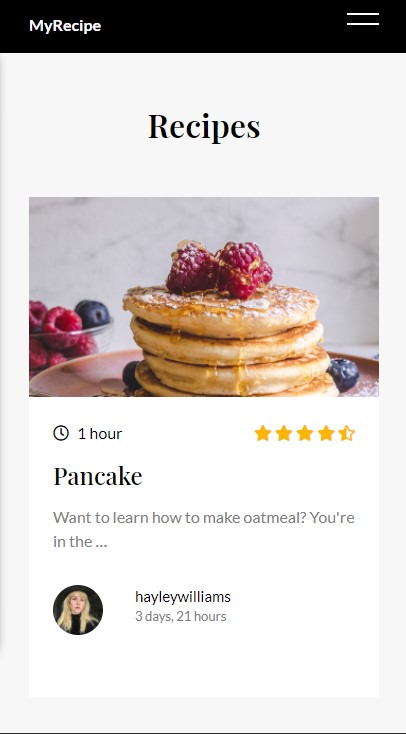 MyRecipe
Recipes
1 hour
Pancake
Want to learn how to make oatmeal? You're
in the ...
hayleywilliams
3 days, 21 hours